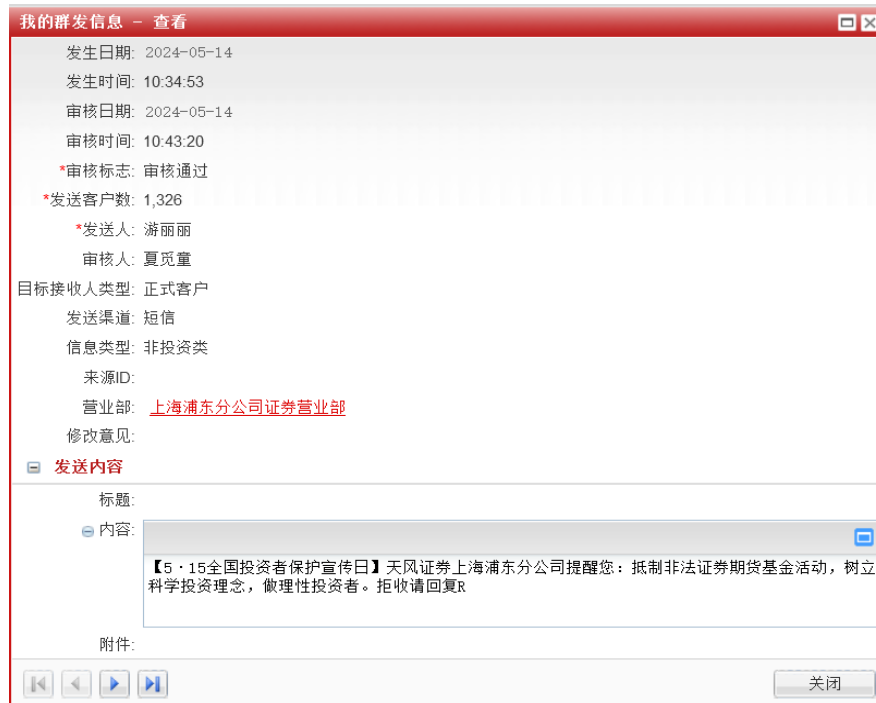 我的群发信息 - 查看
发生日期: 2024-05-14
发生时间: 10:34:53
审核日期: 2024-05-14
审核时间: 10:43:20
*审核标志: 审核通过
*发送客户数: 1,326
*发送人: 游丽丽
审核人: 夏觅童
目标接收人类型: 正式客户
发送渠道: 短信
信息类型: 非投资类
来源ID:
营业部: 上海浦东分公司证券营业部
修改意见:
发送内容
标题:
内容:
【5·15全国投资者保护宣传日】天风证券上海浦东分公司提醒您：抵制非法证券期货基金活动，树立
科学投资理念，做理性投资者。拒收请回复R
附件:
关闭